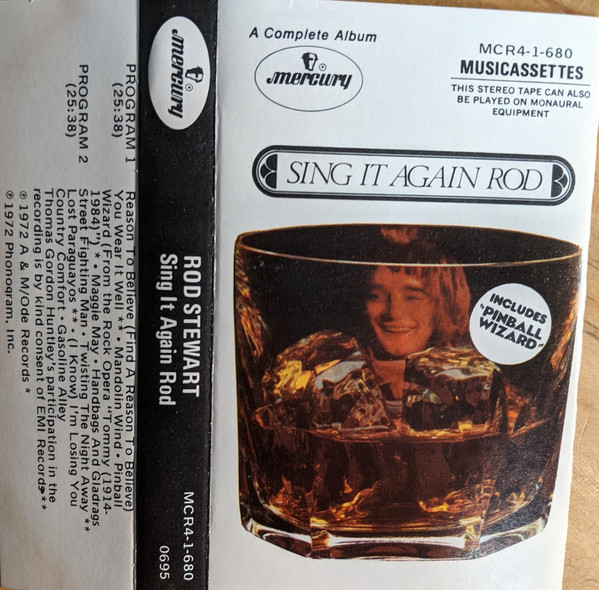 A Complete Album
mercury
MCR4-1-680
MUSICASSETTES
THIS STEREO TAPE CAN ALSO
BE PLAYED ON MONAURAL
EQUIPMENT
SING IT AGAIN ROD
INCLUDES
"PINBALL
WIZARD"
mercury
ROD STEWART
Sing It Again Rod
MCR4-1-680
0695
PROGRAM 1
(25:38)
Reason To Believe (Find A Reason To Believe)
You Wear It Well ** • Mandolin Wind • Pinball
Wizard (From the Rock Opera "Tommy (1914-
1984)") * • Maggie May • Handbags And Gladrags
PROGRAM 2
(25:38)
Street Fighting Man • Twisting The Night Away **
Lost Paraguayos ** • (I Know) I'm Losing You
Country Comfort • Gasoline Alley
Thomas Gordon Huntley's participation in the
recording is by kind consent of EMI Records**
℗ 1972 A & M/Ode Records *
℗ 1972 Phonogram, Inc.